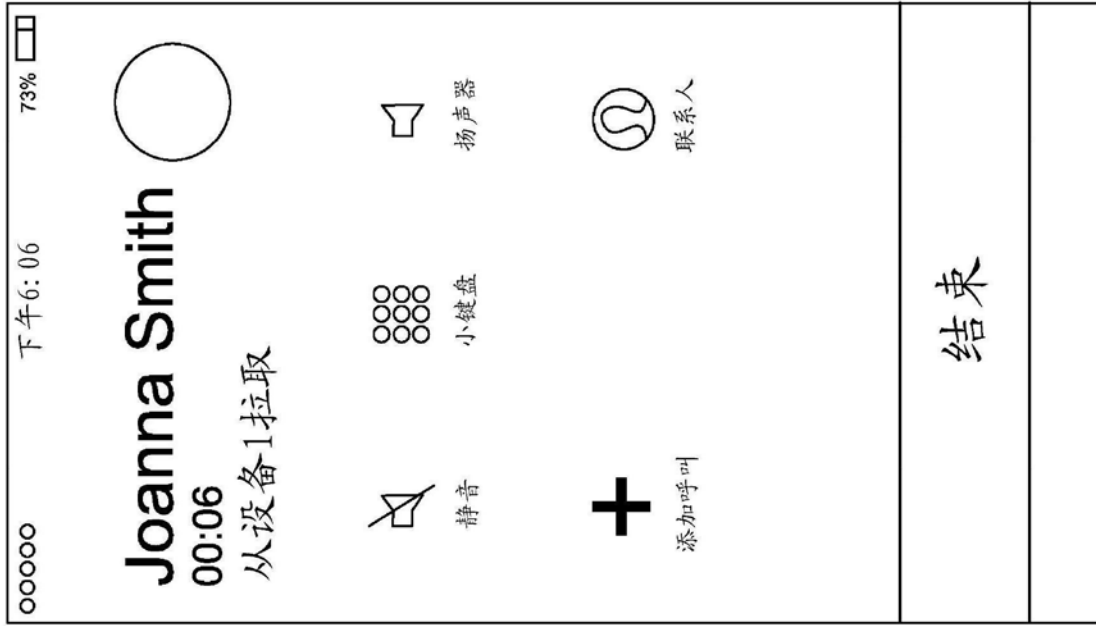 下午6:06 73%
Joanna Smith
00:06
从设备1拉取
静音 小键盘 扬声器
添加呼叫 联系人
结束